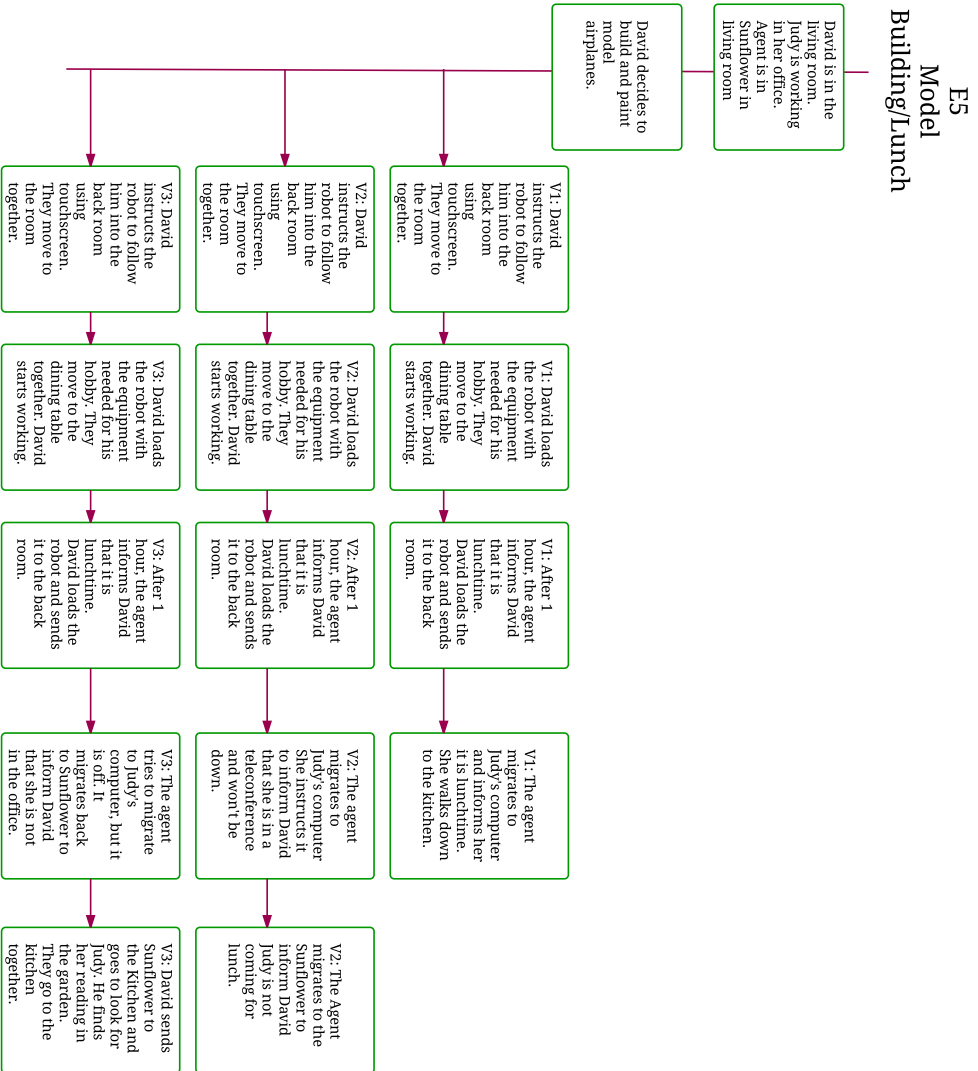 E5
Model
Building/Lunch
David is in the
living room.
Judy is working
in her office.
Agent is in
Sunflower in
living room
David decides to
build and paint
model
airplanes.
V1: David
instructs the
robot to follow
him into the
back room
using
touchscreen.
They move to
the room
together.
V1: David loads
the robot with
the equipment
needed for his
hobby. They
move to the
dining table
together. David
starts working.
V1: After 1
hour, the agent
informs David
that it is
lunchtime.
David loads the
robot and sends
it to the back
room.
V1: The agent
migrates to
Judy's computer
and informs her
it is lunchtime.
She walks down
to the kitchen.
V2: David
instructs the
robot to follow
him into the
back room
using
touchscreen.
They move to
the room
together.
V2: David loads
the robot with
the equipment
needed for his
hobby. They
move to the
dining table
together. David
starts working.
V2: After 1
hour, the agent
informs David
that it is
lunchtime.
David loads the
robot and sends
it to the back
room.
V2: The agent
migrates to
Judy's computer
She instructs it
to inform David
that she is in a
teleconference
and won't be
down.
V2: The Agent
migrates to the
Sunflower to
inform David
Judy is not
coming for
lunch.
V3: David
instructs the
robot to follow
him into the
back room
using
touchscreen.
They move to
the room
together.
V3: David loads
the robot with
the equipment
needed for his
hobby. They
move to the
dining table
together. David
starts working.
V3: After 1
hour, the agent
informs David
that it is
lunchtime.
David loads the
robot and sends
it to the back
room.
V3: The agent
tries to migrate
to Judy's
computer, but it
is off. It
migrates back
to Sunflower to
inform David
that she is not
in the office.
V3: David sends
Sunflower to
the Kitchen and
goes to look for
Judy. He finds
her reading in
the garden.
They go to the
kitchen
together.